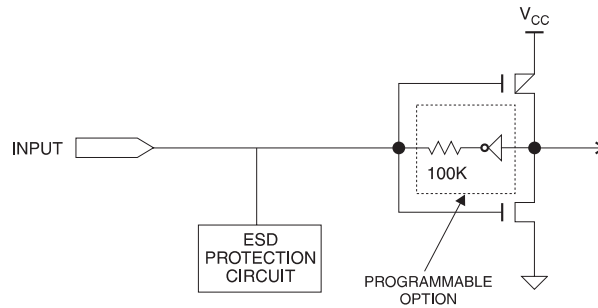 VCC
INPUT
100K
ESD
PROTECTION
CIRCUIT
PROGRAMMABLE
OPTION